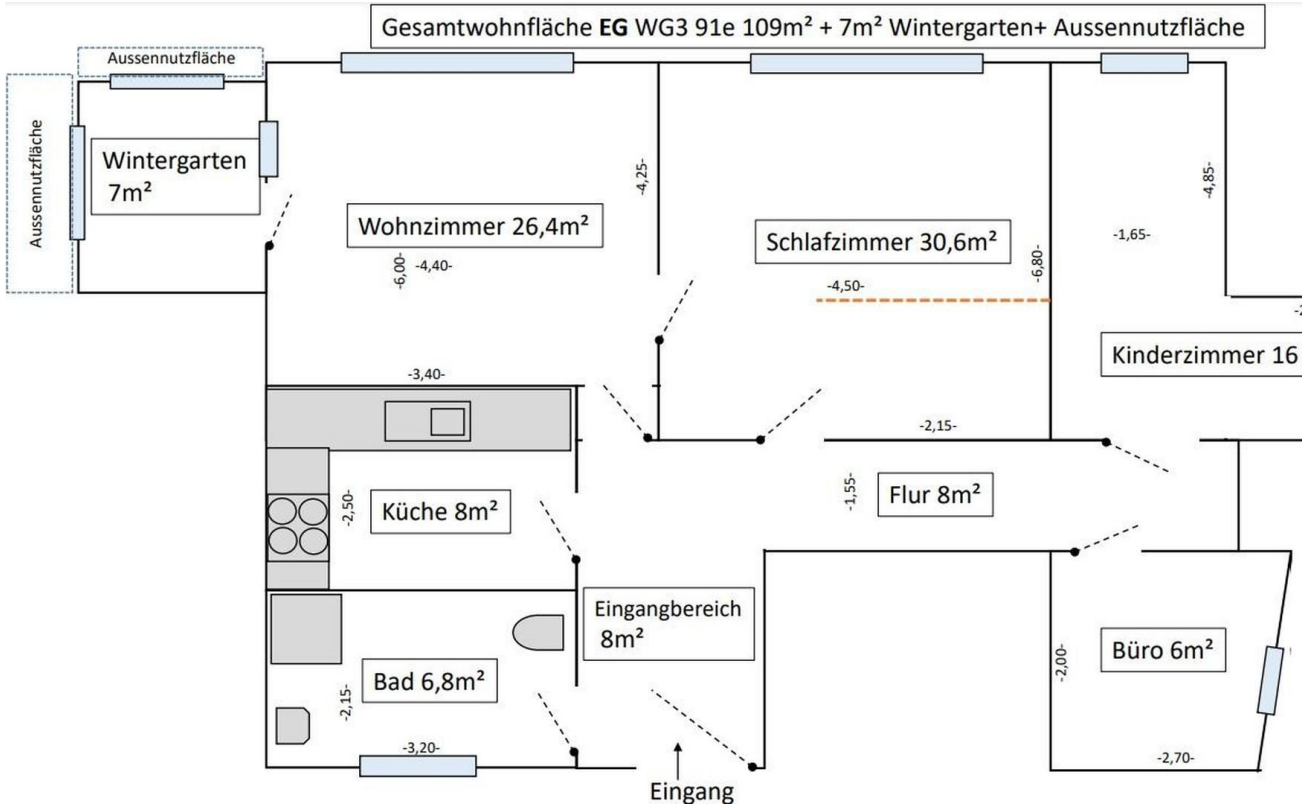 Gesamtwohnfläche EG WG3 91e 109m² + 7m² Wintergarten+ Aussennutzfläche
Aussennutzfläche
Aussennutzfläche
Wintergarten
7m²
-4,25-
-4,85-
Wohnzimmer 26,4m²
Schlafzimmer 30,6m²
-1,65-
-6,00-
-4,40-
-4,50-
-6,80-
Kinderzimmer 16
-3,40-
-2,15-
-2,50-
Küche 8m²
-1,55-
Flur 8m²
Eingangbereich
8m²
Bad 6,8m²
-2,15-
-3,20-
Büro 6m²
-2,00-
-2,70-
Eingang